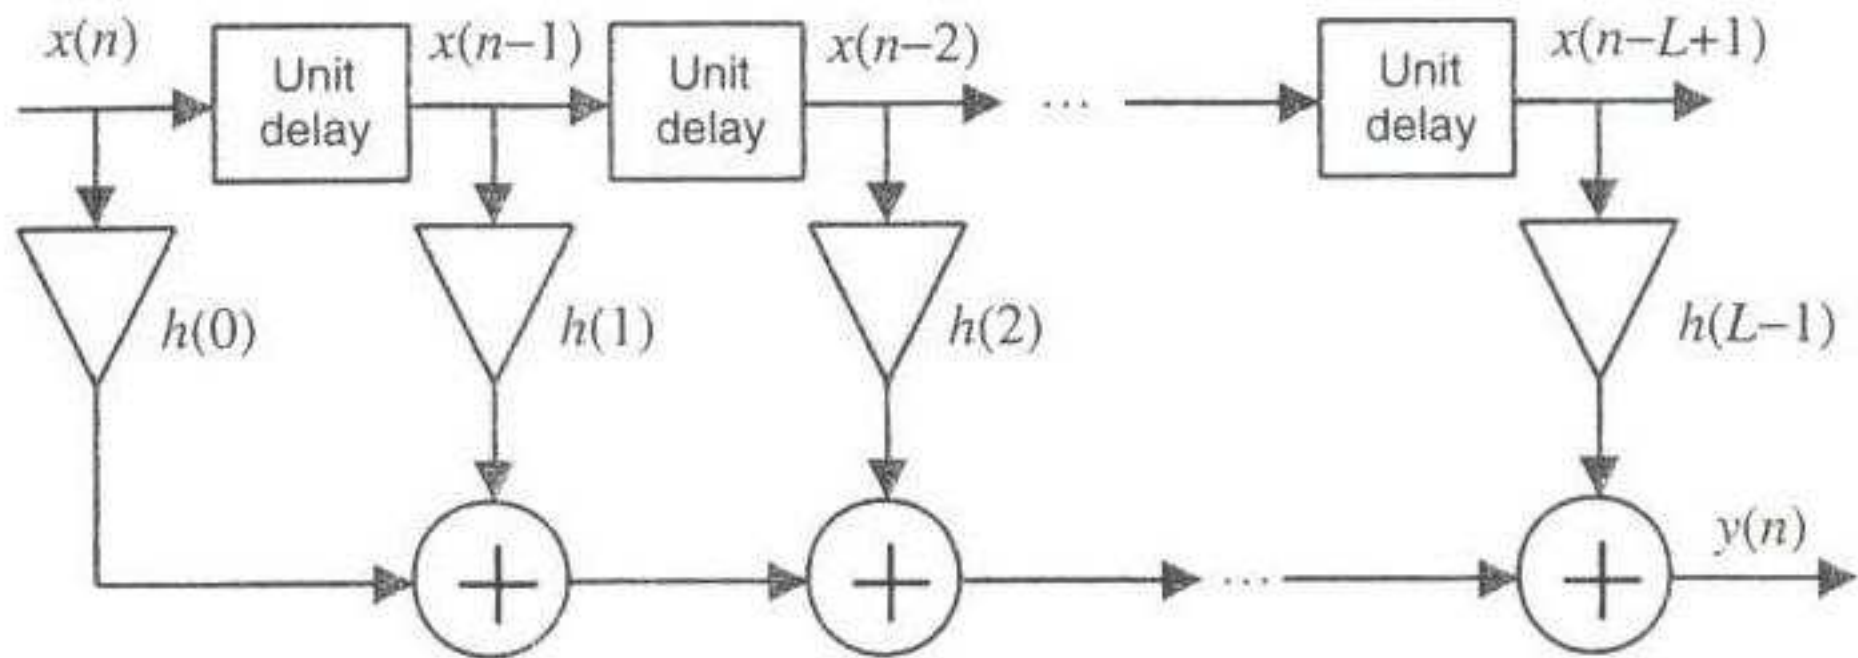 x(n)
Unit
delay
x(n−1)
Unit
delay
x(n−2)
...
Unit
delay
x(n−L+1)
h(0)
h(1)
h(2)
h(L−1)
+
+
...
+
y(n)